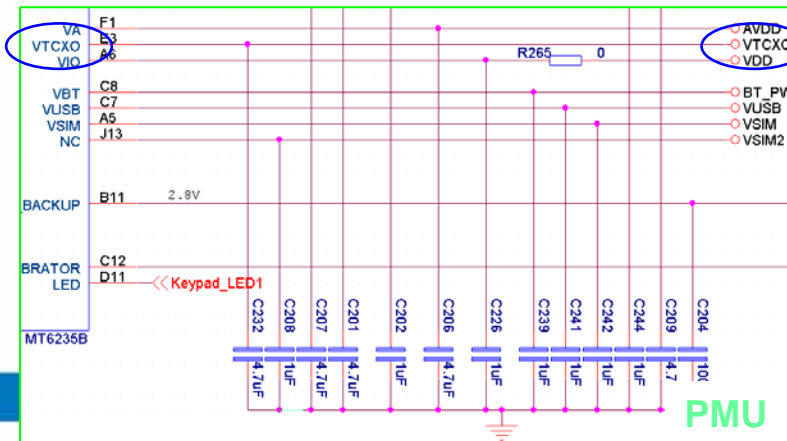 VA F1 AVDD
VTCXO E3 VTCXO
VIO A6 R265 0 VDD
VBT C8 BT_PW
VUSB C7 VUSB
VSIM A5 VSIM
NC J13 VSIM2
BACKUP B11 2.8V
BRATOR C12
LED D11 Keypad_LED1
MT6235B
C232 C208 C207 C201 C202 C206 C226 C239 C241 C242 C244 C209 C204
4.7uF 1uF 4.7uF 4.7uF 1uF 4.7uF 1uF 1uF 1uF 1uF 1uF 4.7
PMU